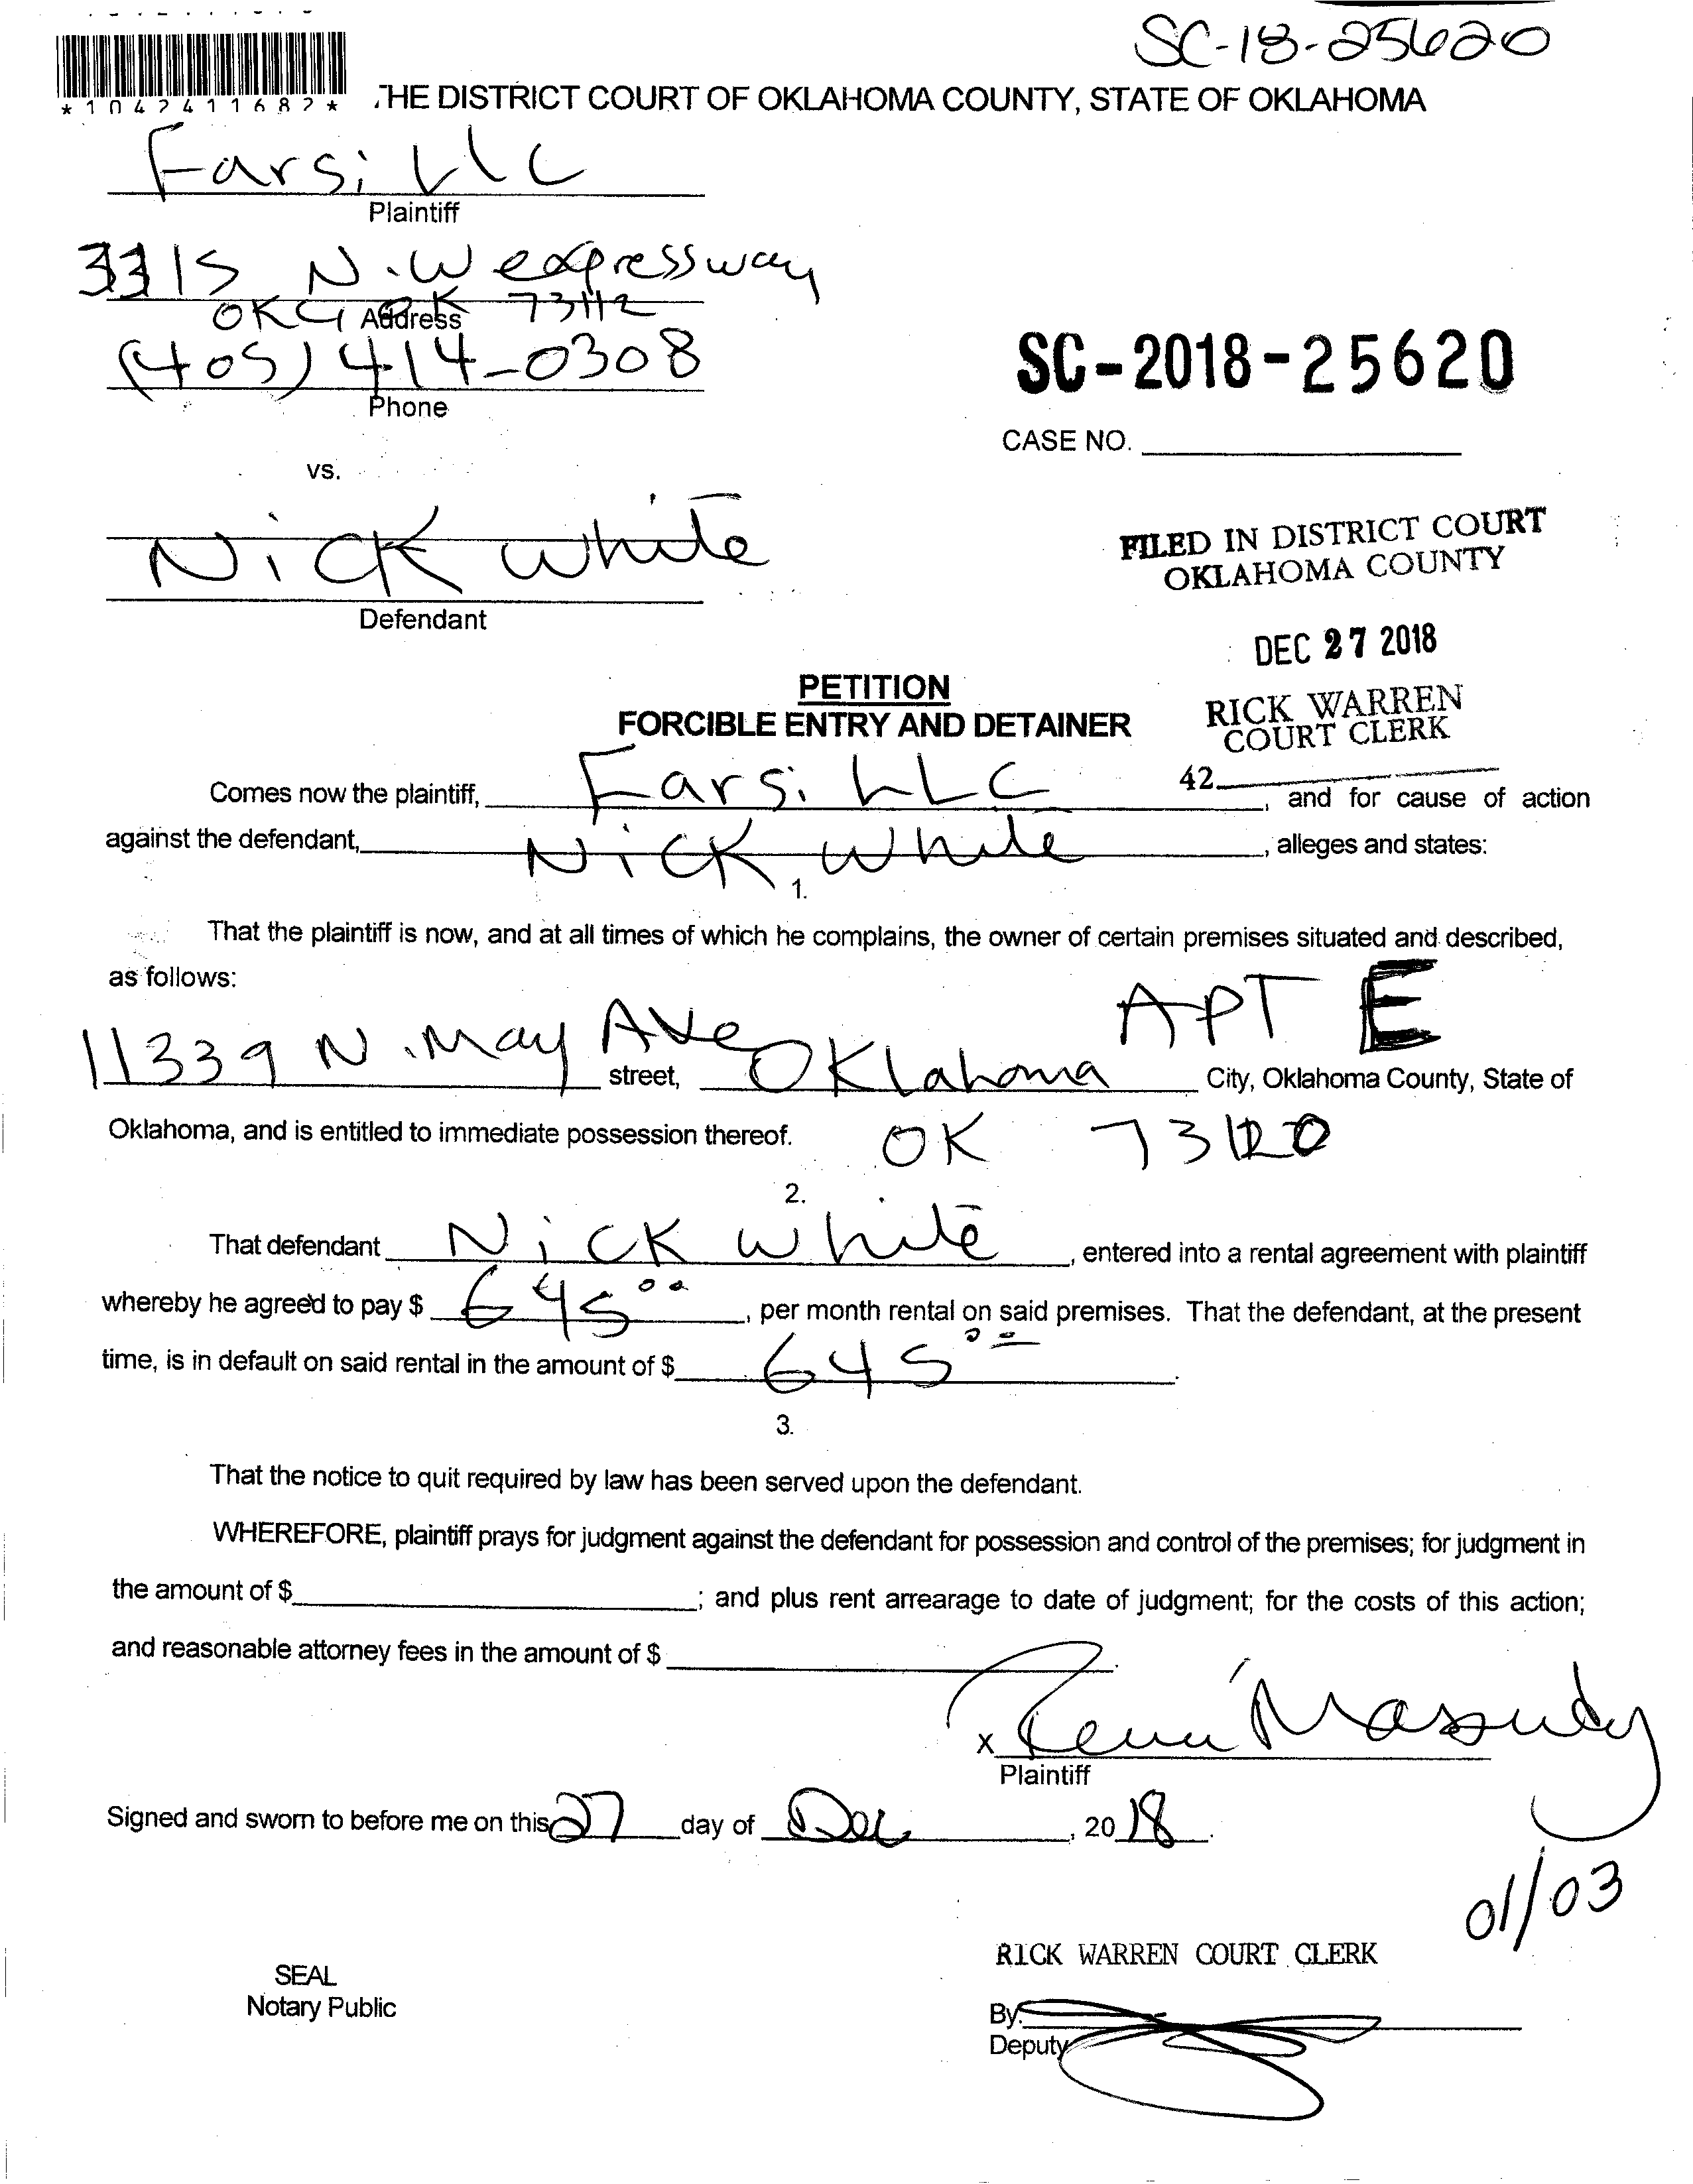 SC-18-25620
*1042411682*
THE DISTRICT COURT OF OKLAHOMA COUNTY, STATE OF OKLAHOMA
Farsi LLC
Plaintiff
3315 N.W expressway
OKC OK 73112
Address
(405) 414-0308
Phone
SC-2018-25620
CASE NO.
vs.
Nick White
Defendant
FILED IN DISTRICT COURT
OKLAHOMA COUNTY
DEC 27 2018
RICK WARREN
COURT CLERK
42
PETITION
FORCIBLE ENTRY AND DETAINER
Comes now the plaintiff, Farsi LLC, and for cause of action
against the defendant, Nick White, alleges and states:
1.
That the plaintiff is now, and at all times of which he complains, the owner of certain premises situated and described,
as follows:
APT E
11339 N. May Ave street, Oklahoma City, Oklahoma County, State of
Oklahoma, and is entitled to immediate possession thereof. OK 73120
2.
That defendant Nick White, entered into a rental agreement with plaintiff
whereby he agree'd to pay $ 645 00, per month rental on said premises. That the defendant, at the present
time, is in default on said rental in the amount of $ 645 00.
3.
That the notice to quit required by law has been served upon the defendant.
WHEREFORE, plaintiff prays for judgment against the defendant for possession and control of the premises; for judgment in
the amount of $; and plus rent arrearage to date of judgment; for the costs of this action;
and reasonable attorney fees in the amount of $.
x
Plaintiff
Signed and sworn to before me on this 27 day of Dec, 2018.
01/03
RICK WARREN COURT CLERK
SEAL
Notary Public
By:
Deputy